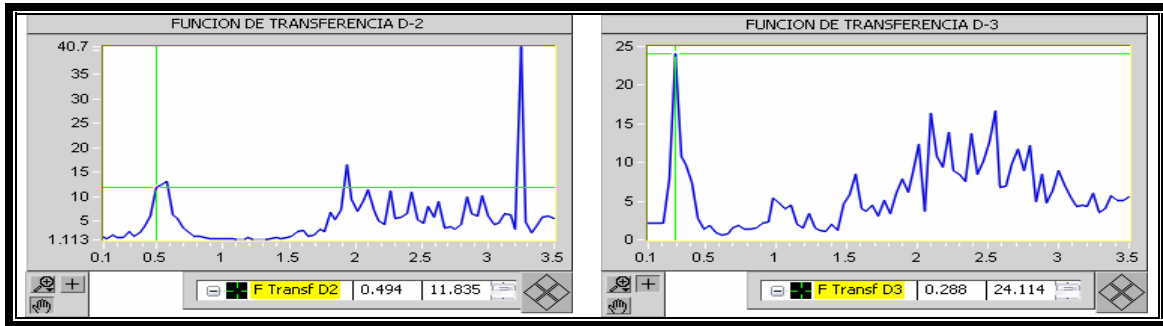 FUNCION DE TRANSFERENCIA D-2
40.7
35
30
25
20
15
10
5
1.113
0.1 0.5 1 1.5 2 2.5 3 3.5
F Transf D2 0.494 11.835
FUNCION DE TRANSFERENCIA D-3
25
20
15
10
5
0
0.1 0.5 1 1.5 2 2.5 3 3.5
F Transf D3 0.288 24.114